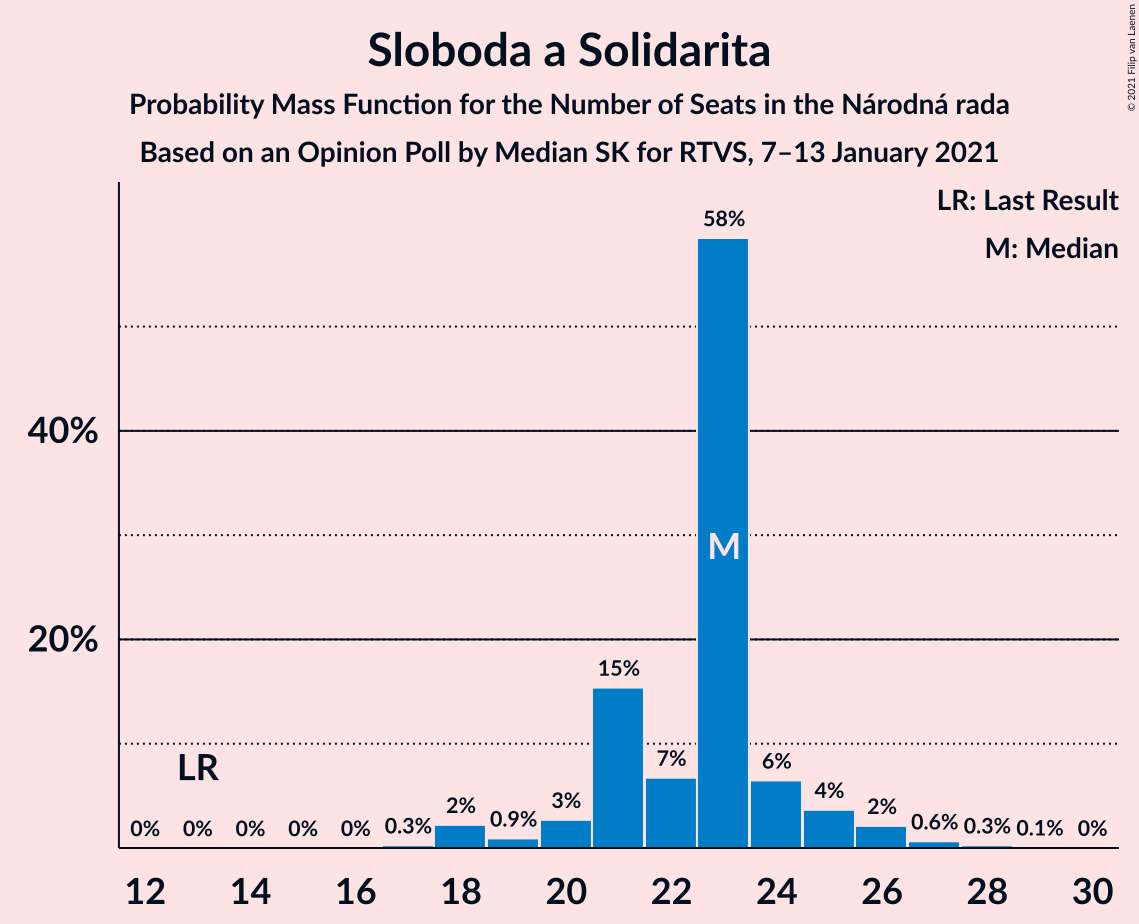 Sloboda a Solidarita
Probability Mass Function for the Number of Seats in the Národná rada
Based on an Opinion Poll by Median SK for RTVS, 7–13 January 2021
© 2021 Filip van Laenen
LR: Last Result
M: Median
40%
20%
0%
LR
0%
0%
0%
0%
0.3%
2%
0.9%
3%
15%
7%
58%
M
6%
4%
2%
0.6%
0.3%
0.1%
0%
12 14 16 18 20 22 24 26 28 30